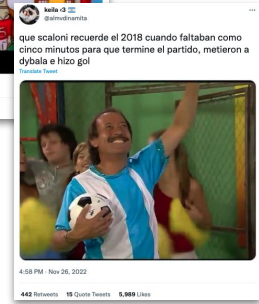 keila <3
@almvdinamita
que scaloni recuerde el 2018 cuando faltaban como
cinco minutos para que termine el partido, metieron a
dybala e hizo gol
Translate Tweet
4:58 PM · Nov 26, 2022
442 Retweets 15 Quote Tweets 5,989 Likes